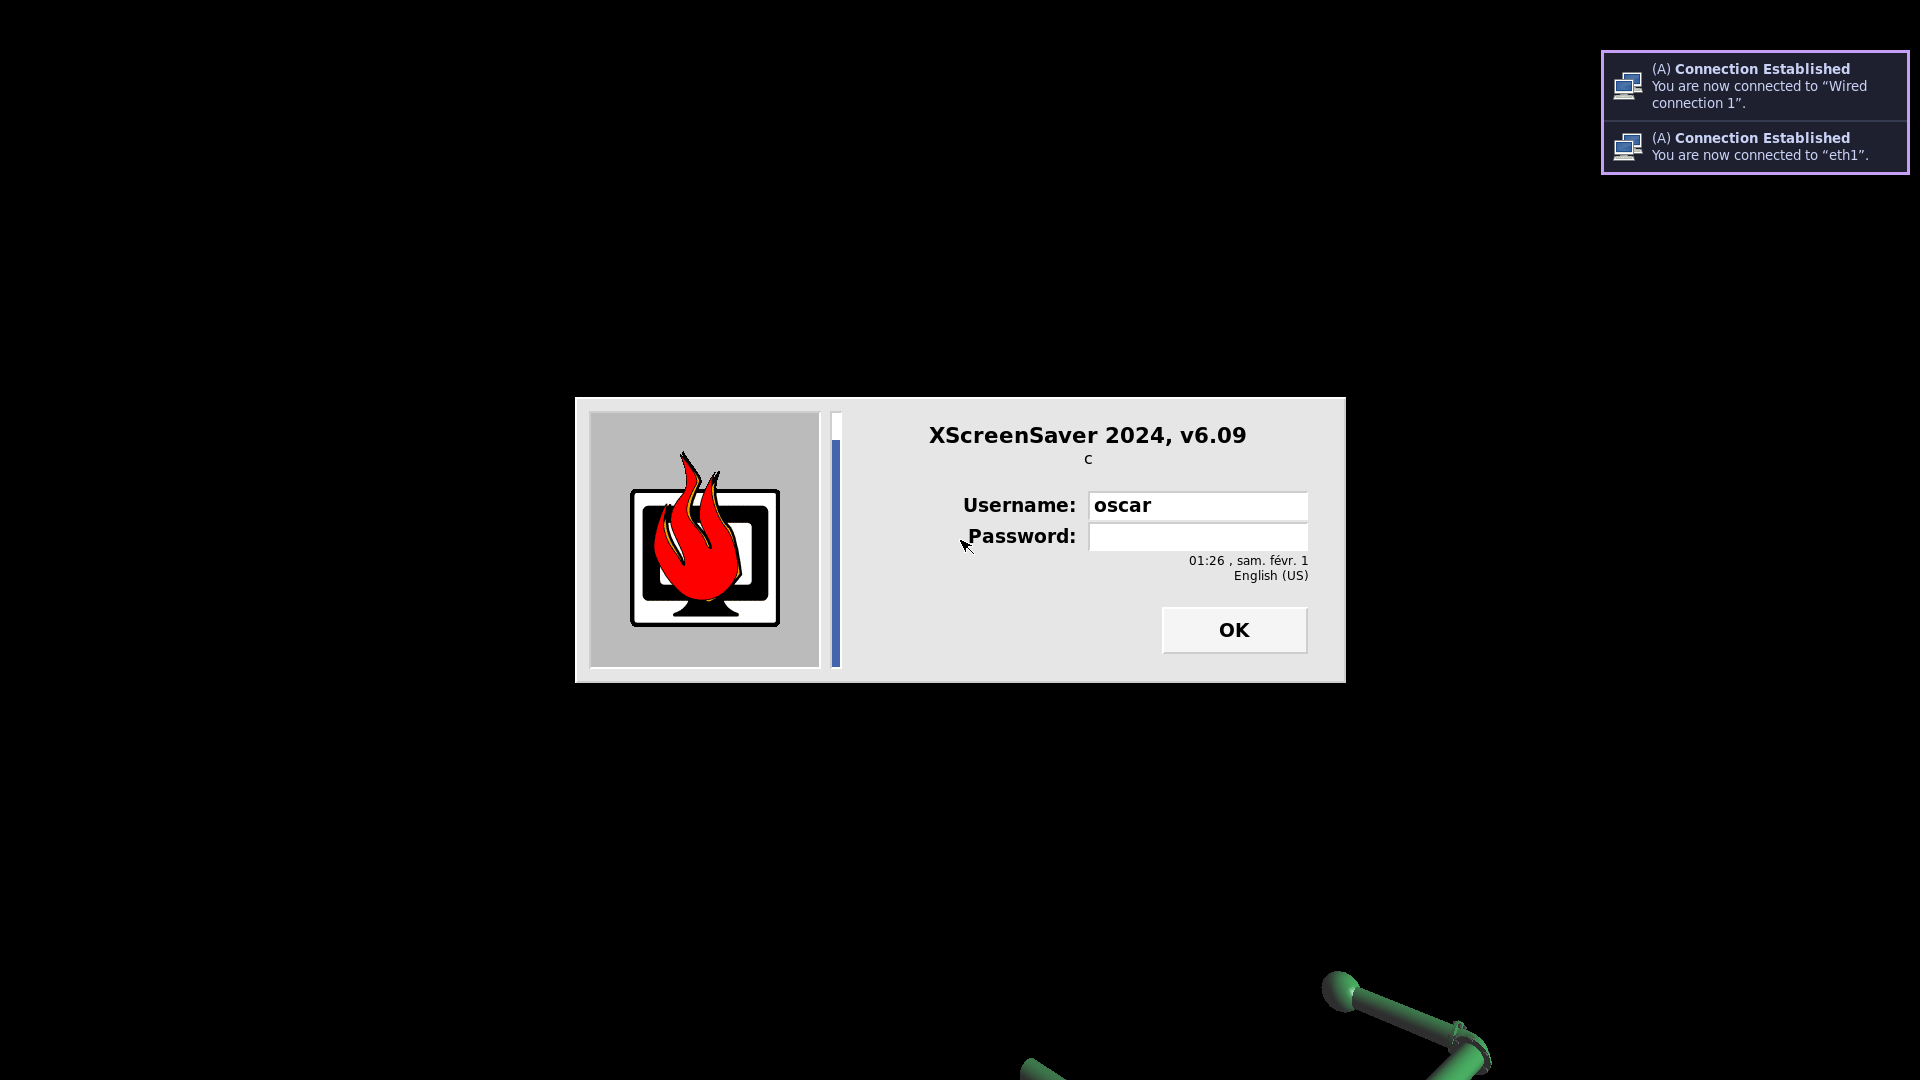 (A) Connection Established
You are now connected to “Wired
connection 1”.
(A) Connection Established
You are now connected to “eth1”.
XScreenSaver 2024, v6.09
c
Username: oscar
Password:
01:26 , sam. févr. 1
English (US)
OK